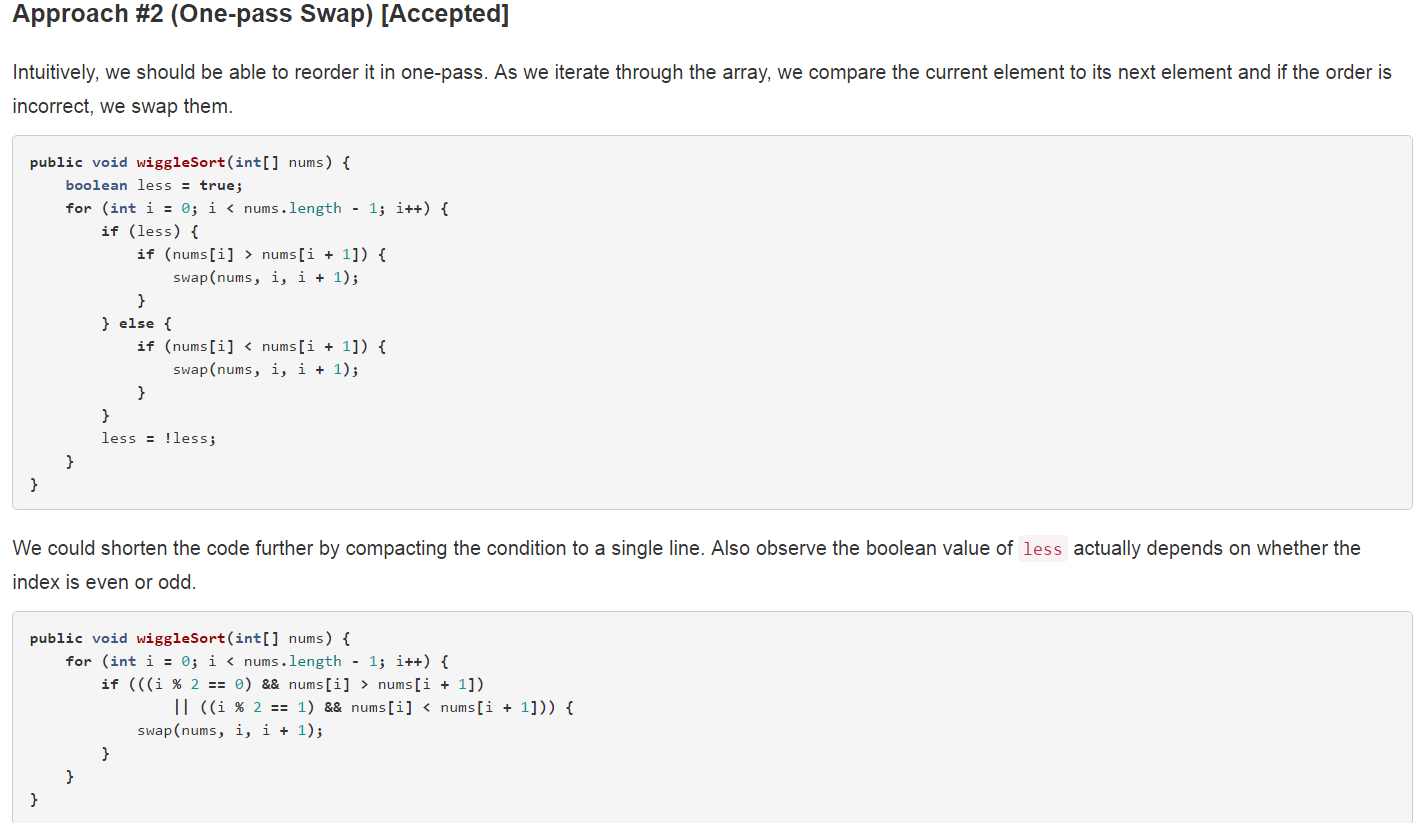 Approach #2 (One-pass Swap) [Accepted]
Intuitively, we should be able to reorder it in one-pass. As we iterate through the array, we compare the current element to its next element and if the order is
incorrect, we swap them.
public void wiggleSort(int[] nums) {
    boolean less = true;
    for (int i = 0; i < nums.length - 1; i++) {
        if (less) {
            if (nums[i] > nums[i + 1]) {
                swap(nums, i, i + 1);
            }
        } else {
            if (nums[i] < nums[i + 1]) {
                swap(nums, i, i + 1);
            }
        }
        less = !less;
    }
}
We could shorten the code further by compacting the condition to a single line. Also observe the boolean value of less actually depends on whether the
index is even or odd.
public void wiggleSort(int[] nums) {
    for (int i = 0; i < nums.length - 1; i++) {
        if (((i % 2 == 0) && nums[i] > nums[i + 1])
                || ((i % 2 == 1) && nums[i] < nums[i + 1])) {
            swap(nums, i, i + 1);
        }
    }
}